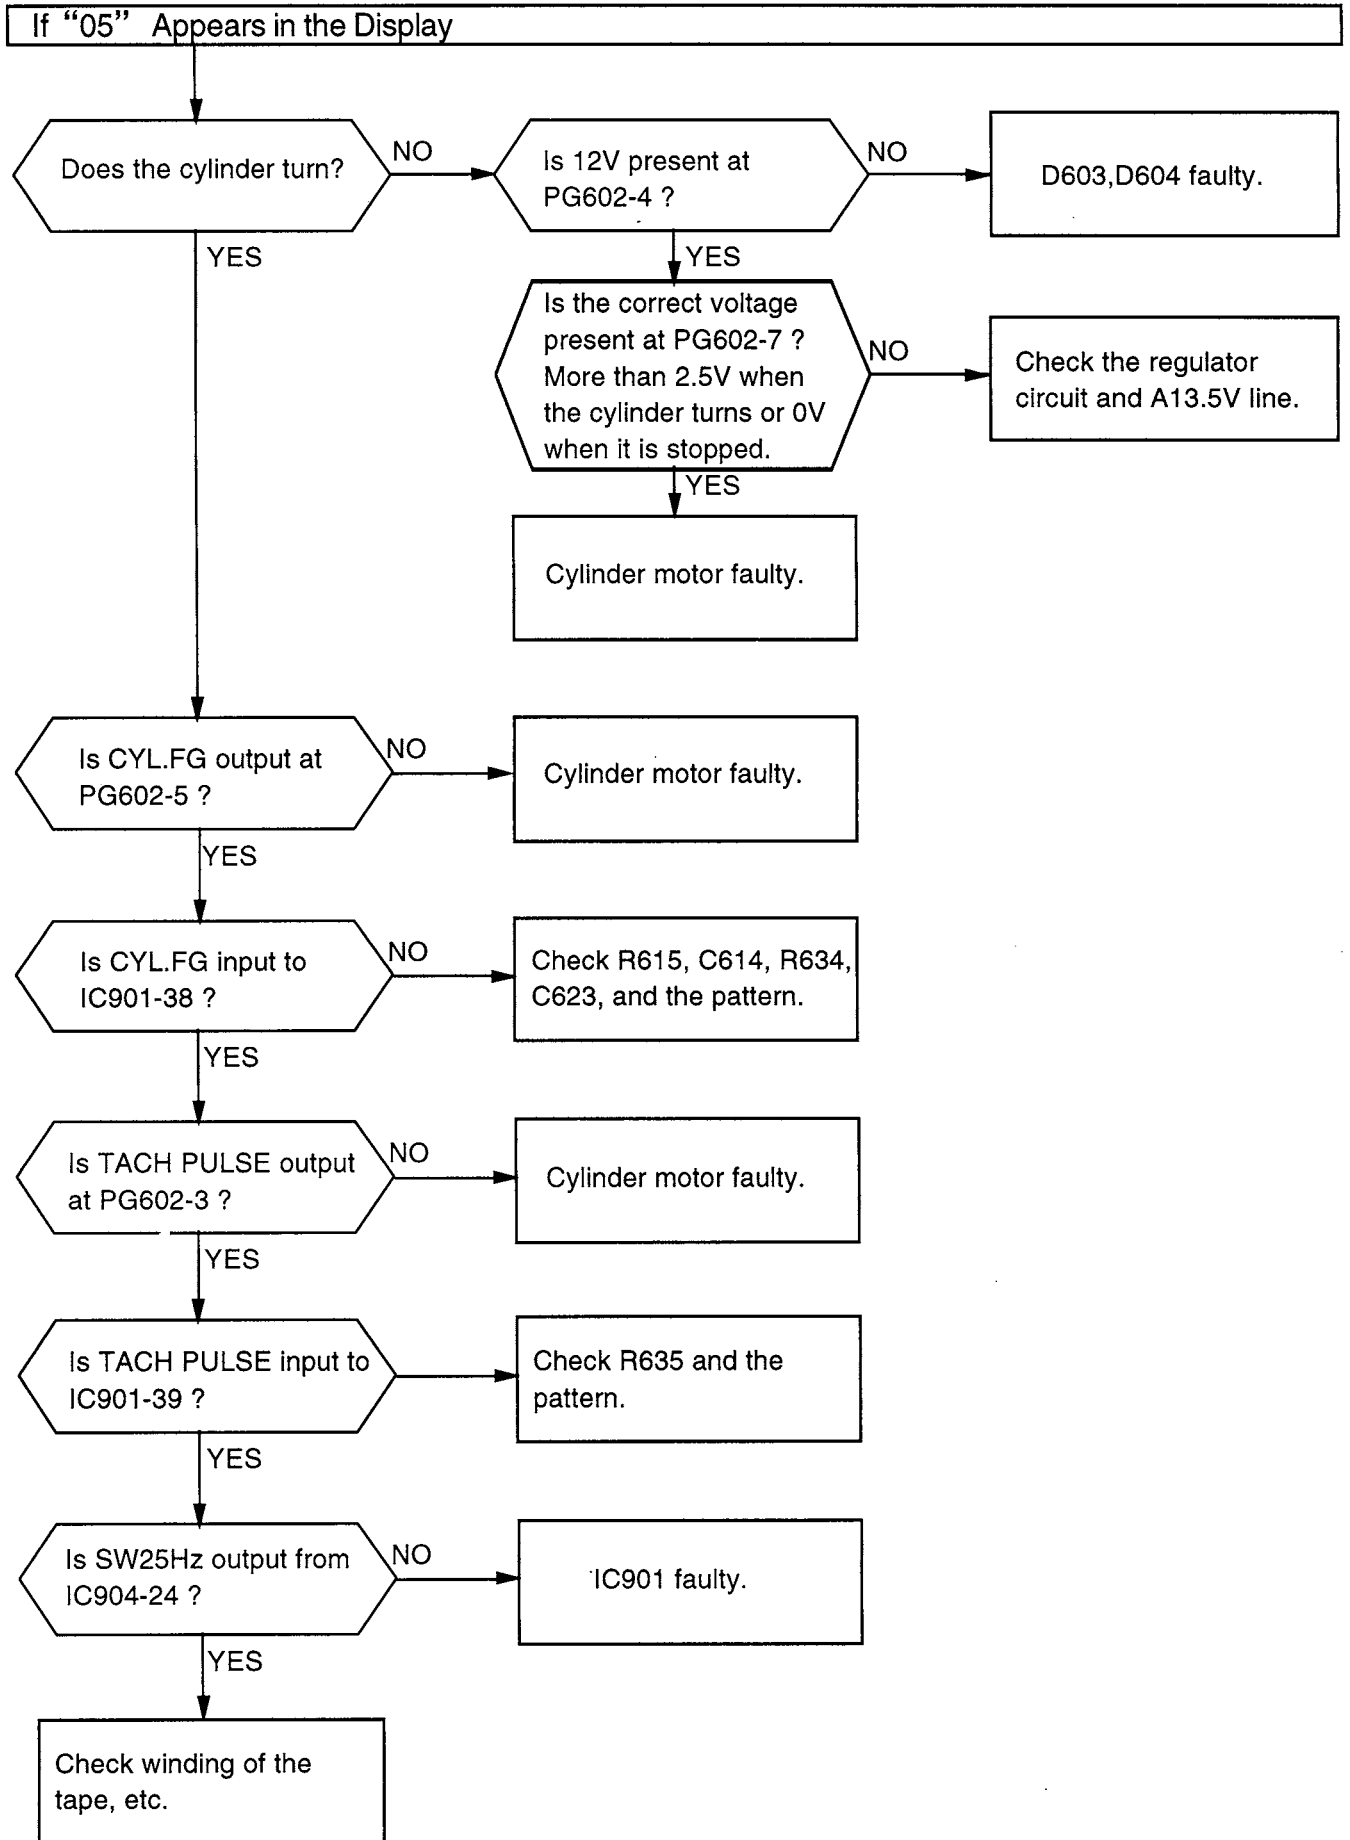 If “05” Appears in the Display
Does the cylinder turn?
NO
Is 12V present at
PG602-4 ?
NO
D603,D604 faulty.
YES
YES
Is the correct voltage
present at PG602-7 ?
More than 2.5V when
the cylinder turns or 0V
when it is stopped.
NO
Check the regulator
circuit and A13.5V line.
YES
Cylinder motor faulty.
Is CYL.FG output at
PG602-5 ?
NO
Cylinder motor faulty.
YES
Is CYL.FG input to
IC901-38 ?
NO
Check R615, C614, R634,
C623, and the pattern.
YES
Is TACH PULSE output
at PG602-3 ?
NO
Cylinder motor faulty.
YES
Is TACH PULSE input to
IC901-39 ?
Check R635 and the
pattern.
YES
Is SW25Hz output from
IC904-24 ?
NO
IC901 faulty.
YES
Check winding of the
tape, etc.